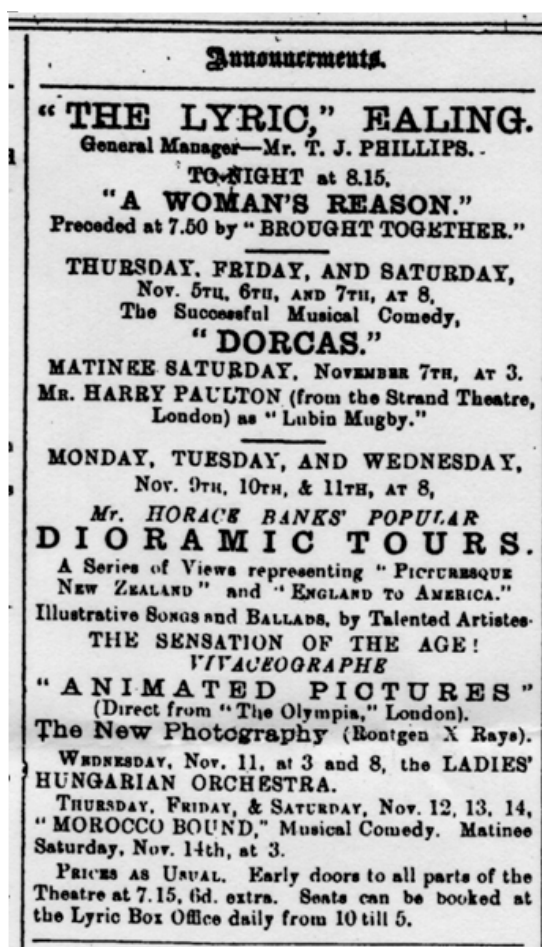 Announcements.
"THE LYRIC," EALING.
General Manager—Mr. T. J. PHILLIPS.
TO-NIGHT at 8.15.
"A WOMAN'S REASON."
Preceded at 7.50 by "BROUGHT TOGETHER."
THURSDAY, FRIDAY, AND SATURDAY,
Nov. 5TH, 6TH, AND 7TH, AT 8,
The Successful Musical Comedy,
"DORCAS."
MATINEE SATURDAY, NOVEMBER 7TH, AT 3.
MR. HARRY PAULTON (from the Strand Theatre,
London) as "Lubin Mugby."
MONDAY, TUESDAY, AND WEDNESDAY,
Nov. 9TH, 10TH, & 11TH, AT 8,
Mr. HORACE BANKS' POPULAR
DIORAMIC TOURS.
A Series of Views representing "PICTURESQUE
NEW ZEALAND" and "ENGLAND TO AMERICA."
Illustrative SONGS and BALLADS, by Talented Artistes.
THE SENSATION OF THE AGE!
VIVACEOGRAPHE
"ANIMATED PICTURES"
(Direct from "The Olympia," London).
The New Photography (Rontgen X Rays).
WEDNESDAY, Nov. 11, at 3 and 8, the LADIES'
HUNGARIAN ORCHESTRA.
THURSDAY, FRIDAY, & SATURDAY, Nov. 12, 13, 14,
"MOROCCO BOUND," Musical Comedy. Matinee
Saturday, Nov. 14th, at 3.
PRICES AS USUAL. Early doors to all parts of the
Theatre at 7.15, 6d. extra. Seats can be booked at
the Lyric Box Office daily from 10 till 5.